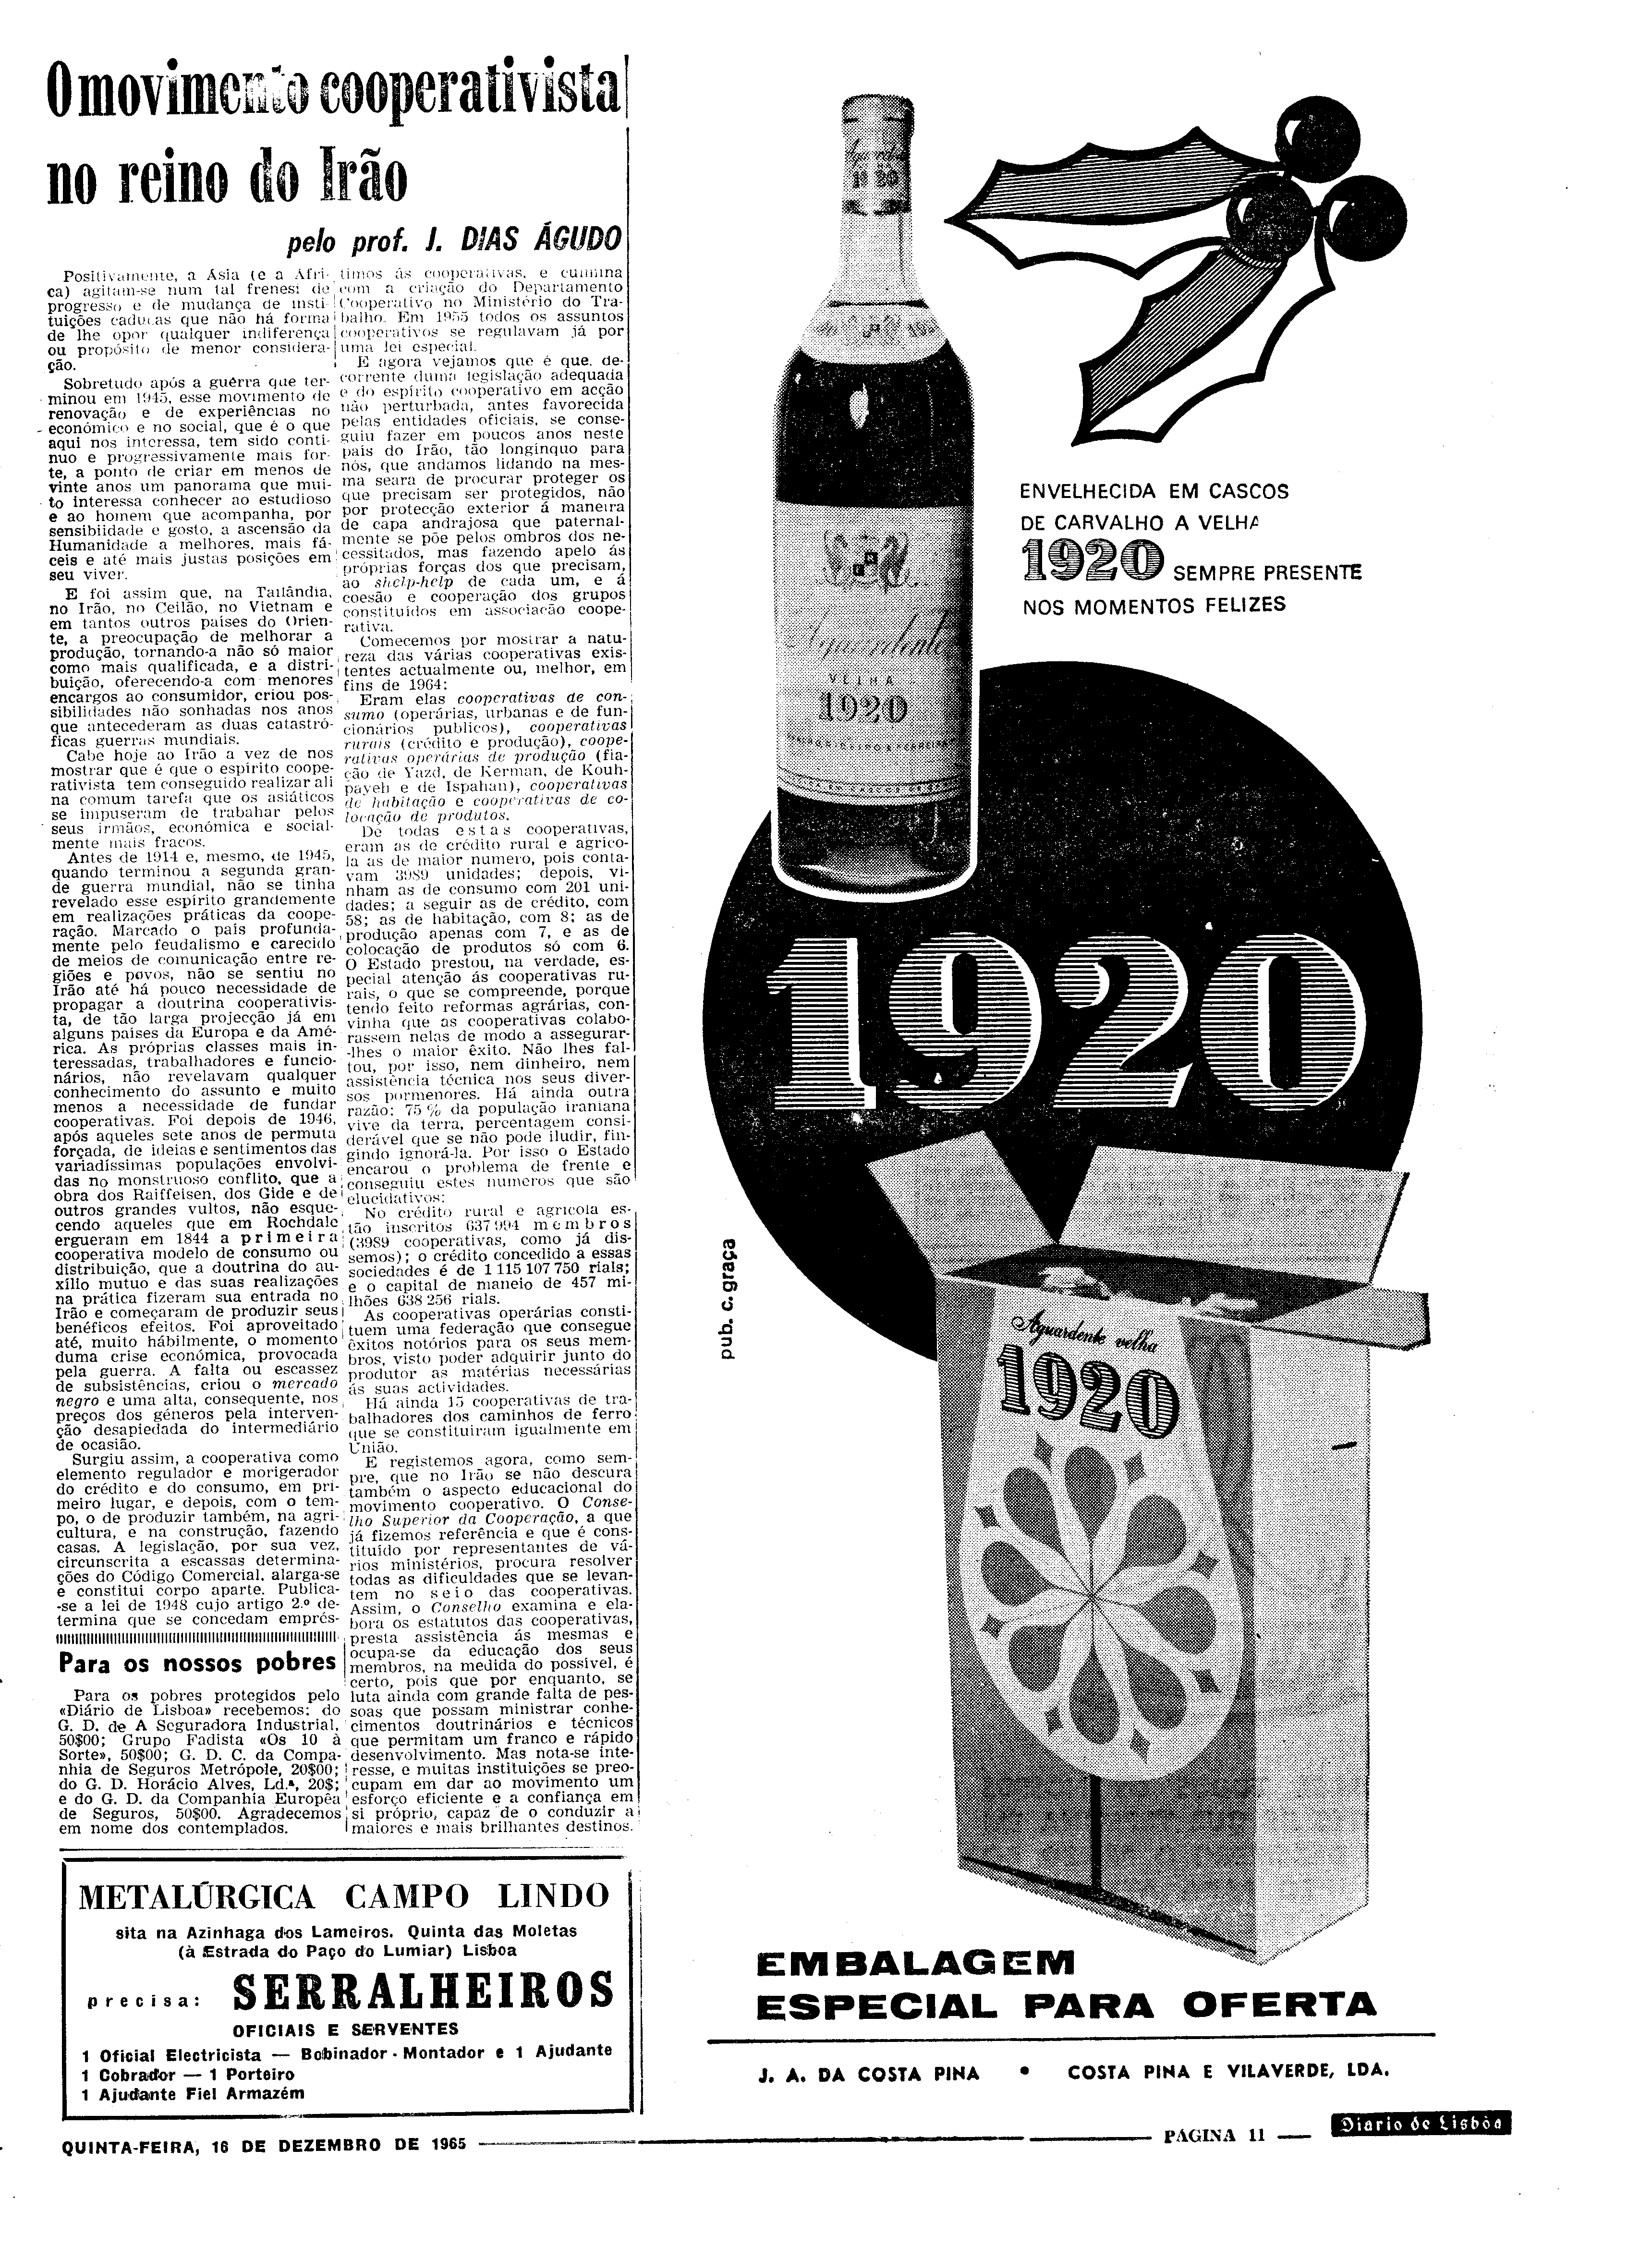 O movimento cooperativista
no reino do Irão
pelo prof. J. DIAS ÁGUDO
Positivamente, a Ásia (e a Áfri-
ca) agitam-se num tal frenesi de
progresso e de mudança de insti-
tuições caducas que não há forma
de lhe opor qualquer indiferença
ou propósito de menor considera-
ção.
Sobretudo após a guerra que ter-
minou em 1945, esse movimento de
renovação e de experiências no
económico e no social, que é o que
aqui nos interessa, tem sido contí-
nuo e progressivamente mais for-
te, a ponto de criar em menos de
vinte anos um panorama que mui-
to interessa conhecer ao estudioso
e ao homem que acompanha, por
sensibiidade e gosto, a ascensão da
Humanidade a melhores, mais fá-
ceis e até mais justas posições em
seu viver.
E foi assim que, na Tailândia,
no Irão, no Ceilão, no Vietnam e
em tantos outros países do Orien-
te, a preocupação de melhorar a
produção, tornando-a não só maior
como mais qualificada, e a distri-
buição, oferecendo-a com menores
encargos ao consumidor, criou pos-
sibilidades não sonhadas nos anos
que antecederam as duas catastró-
ficas guerras mundiais.
Cabe hoje ao Irão a vez de nos
mostrar que é que o espírito coope-
rativista tem conseguido realizar ali
na comum tarefa que os asiáticos
se impuseram de trabahar pelos
seus irmãos, económica e social-
mente mais fracos.
Antes de 1914 e, mesmo, de 1945,
quando terminou a segunda gran-
de guerra mundial, não se tinha
revelado esse espírito grandemente
em realizações práticas da coope-
ração. Marcado o país profunda-
mente pelo feudalismo e carecido
de meios de comunicação entre re-
giões e povos, não se sentiu no
Irão até há pouco necessidade de
propagar a doutrina cooperativis-
ta, de tão larga projecção já em
alguns países da Europa e da Amé-
rica. As próprias classes mais in-
teressadas, trabalhadores e funcio-
nários, não revelavam qualquer
conhecimento do assunto e muito
menos a necessidade de fundar
cooperativas. Foi depois de 1946,
após aqueles sete anos de permuta
forçada, de ideias e sentimentos das
variadíssimas populações envolvi-
das no monstruoso conflito, que a
obra dos Raiffeisen, dos Gide e de
outros grandes vultos, não esque-
cendo aqueles que em Rochdale
ergueram em 1844 a primeira
cooperativa modelo de consumo ou
distribuição, que a doutrina do au-
xílio mutuo e das suas realizações
na prática fizeram sua entrada no
Irão e começaram de produzir seus
benéficos efeitos. Foi aproveitado
até, muito hábilmente, o momento
duma crise económica, provocada
pela guerra. A falta ou escassez
de subsistências, criou o mercado
negro e uma alta, consequente, nos
preços dos géneros pela interven-
ção desapiedada do intermediário
de ocasião.
Surgiu assim, a cooperativa como
elemento regulador e morigerador
do crédito e do consumo, em pri-
meiro lugar, e depois, com o tem-
po, o de produzir também, na agri-
cultura, e na construção, fazendo
casas. A legislação, por sua vez,
circunscrita a escassas determina-
ções do Código Comercial, alarga-se
e constitui corpo aparte. Publica-
-se a lei de 1948 cujo artigo 2.º de-
termina que se concedam emprés-
timos ás cooperativas, e culmina
com a criação do Departamento
Cooperativo no Ministério do Tra-
balho. Em 1955 todos os assuntos
cooperativos se regulavam já por
uma lei especial.
E agora vejamos que é que, de-
corrente duma legislação adequada
e do espírito cooperativo em acção
não perturbada, antes favorecida
pelas entidades oficiais, se conse-
guiu fazer em poucos anos neste
país do Irão, tão longínquo para
nós, que andamos lidando na mes-
ma seara de procurar proteger os
que precisam ser protegidos, não
por protecção exterior á maneira
de capa andrajosa que paternal-
mente se põe pelos ombros dos ne-
cessitados, mas fazendo apelo ás
próprias forças dos que precisam,
ao shelp-help de cada um, e á
coesão e cooperação dos grupos
constituídos em associação coope-
rativa.
Comecemos por mostrar a natu-
reza das várias cooperativas exis-
tentes actualmente ou, melhor, em
fins de 1964:
Eram elas cooperativas de con-
sumo (operárias, urbanas e de fun-
cionários publicos), cooperativas
rurais (crédito e produção), coope-
rativas operárias de produção (fia-
ção de Yazd, de Kerman, de Kouh-
payeh e de Ispahan), cooperativas
de habitação e cooperativas de co-
locação de produtos.
De todas estas cooperativas,
eram as de crédito rural e agríco-
la as de maior numero, pois conta-
vam 3989 unidades; depois, vi-
nham as de consumo com 201 uni-
dades; a seguir as de crédito, com
58; as de habitação, com 8; as de
produção apenas com 7, e as de
colocação de produtos só com 6.
O Estado prestou, na verdade, es-
pecial atenção ás cooperativas ru-
rais, o que se compreende, porque
tendo feito reformas agrárias, con-
vinha que as cooperativas colabo-
rassem nelas de modo a assegurar-
-lhes o maior êxito. Não lhes fal-
tou, por isso, nem dinheiro, nem
assistência técnica nos seus diver-
sos pormenores. Há ainda outra
razão: 75% da população iraniana
vive da terra, percentagem consi-
derável que se não pode iludir, fin-
gindo ignorá-la. Por isso o Estado
encarou o problema de frente e
conseguiu estes numeros que são
elucidativos:
No crédito rural e agrícola es-
tão inscritos 637 994 membros
(3989 cooperativas, como já dis-
semos); o crédito concedido a essas
sociedades é de 1 115 107 750 rials;
e o capital de maneio de 457 mi-
lhões 638 256 rials.
As cooperativas operárias consti-
tuem uma federação que consegue
êxitos notórios para os seus mem-
bros, visto poder adquirir junto do
produtor as matérias necessárias
ás suas actividades.
Há ainda 15 cooperativas de tra-
balhadores dos caminhos de ferro
que se constituiram igualmente em
União.
E registemos agora, como sem-
pre, que no Irão se não descura
também o aspecto educacional do
movimento cooperativo. O Conse-
lho Superior da Cooperação, a que
já fizemos referência e que é cons-
tituído por representantes de vá-
rios ministérios, procura resolver
todas as dificuldades que se levan-
tem no seio das cooperativas.
Assim, o Conselho examina e ela-
bora os estatutos das cooperativas,
presta assistência ás mesmas e
ocupa-se da educação dos seus
membros, na medida do possível, é
certo, pois que por enquanto, se
luta ainda com grande falta de pes-
soas que possam ministrar conhe-
cimentos doutrinários e técnicos
que permitam um franco e rápido
desenvolvimento. Mas nota-se inte-
resse, e muitas instituições se preo-
cupam em dar ao movimento um
esforço eficiente e a confiança em
si próprio, capaz de o conduzir a
maiores e mais brilhantes destinos.
Para os nossos pobres
Para os pobres protegidos pelo
«Diário de Lisboa» recebemos: do
G. D. de A Seguradora Industrial,
50$00; Grupo Fadista «Os 10 à
Sorte», 50$00; G. D. C. da Compa-
nhia de Seguros Metrópole, 20$00;
do G. D. Horácio Alves, Ld.ª, 20$;
e do G. D. da Companhia Européa
de Seguros, 50$00. Agradecemos
em nome dos contemplados.
METALÚRGICA CAMPO LINDO
sita na Azinhaga dos Lameiros. Quinta das Moletas
(à Estrada do Paço do Lumiar) Lisboa
precisa: SERRALHEIROS
OFICIAIS E SERVENTES
1 Oficial Electricista — Bobinador - Montador e 1 Ajudante
1 Cobrador — 1 Porteiro
1 Ajudante Fiel Armazém
Aguardente
1920
Aguardente
VELHA
1920
ENVELHECIDA EM CASCOS
DE CARVALHO A VELHA
1920 SEMPRE PRESENTE
NOS MOMENTOS FELIZES
1920
pub. c. graça
Aguardente velha
1920
EMBALAGEM
ESPECIAL PARA OFERTA
J. A. DA COSTA PINA • COSTA PINA E VILAVERDE, LDA.
QUINTA-FEIRA, 16 DE DEZEMBRO DE 1965 — PÁGINA 11 — Diario de Lisbôa